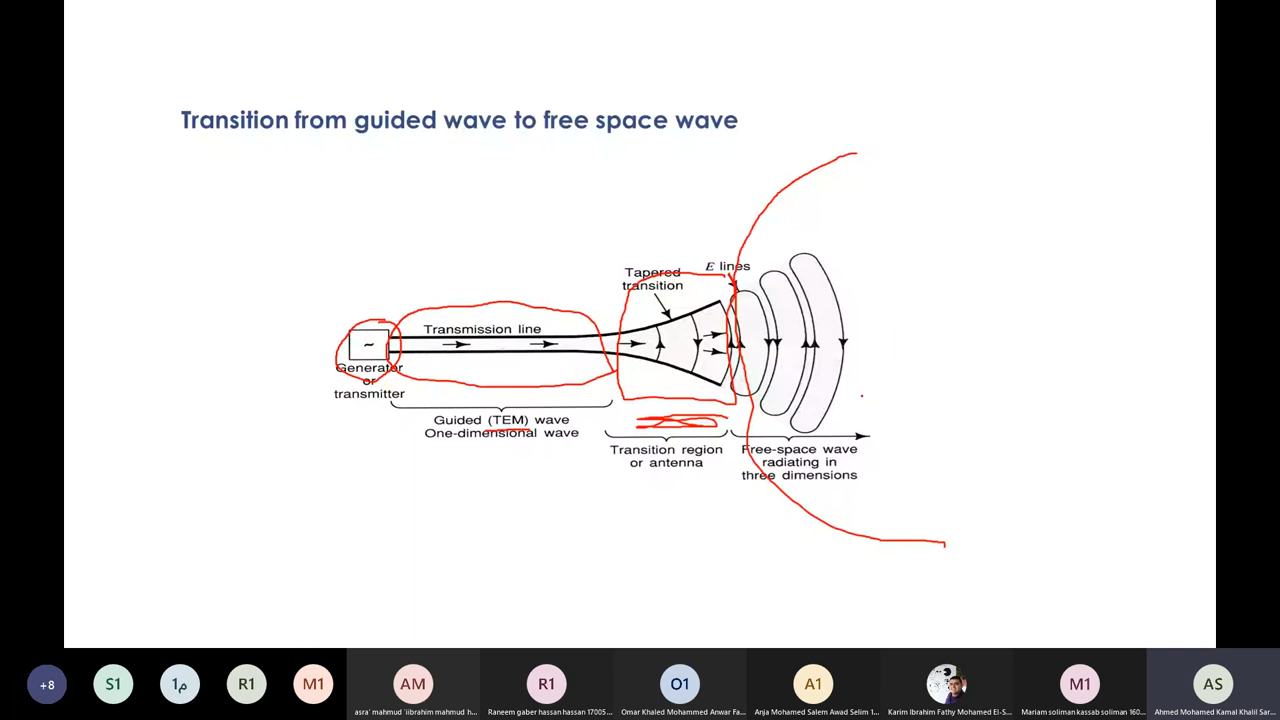 Transition from guided wave to free space wave
E lines
Tapered
transition
Transmission line
~
Generator
or
transmitter
Guided (TEM) wave
One-dimensional wave
Transition region
or antenna
Free-space wave
radiating in
three dimensions
+8
S1
م1
R1
M1
AM
R1
O1
A1
M1
AS
asra' mahmud 'iibrahim mahmud h...
Raneem gaber hassan hassan 17005...
Omar Khaled Mohammed Anwar Fa...
Anja Mohamed Salem Awad Selim 1...
Karim Ibrahim Fathy Mohamed El-S...
Mariam soliman kassab soliman 160...
Ahmed Mohamed Kamal Khalil Sar...